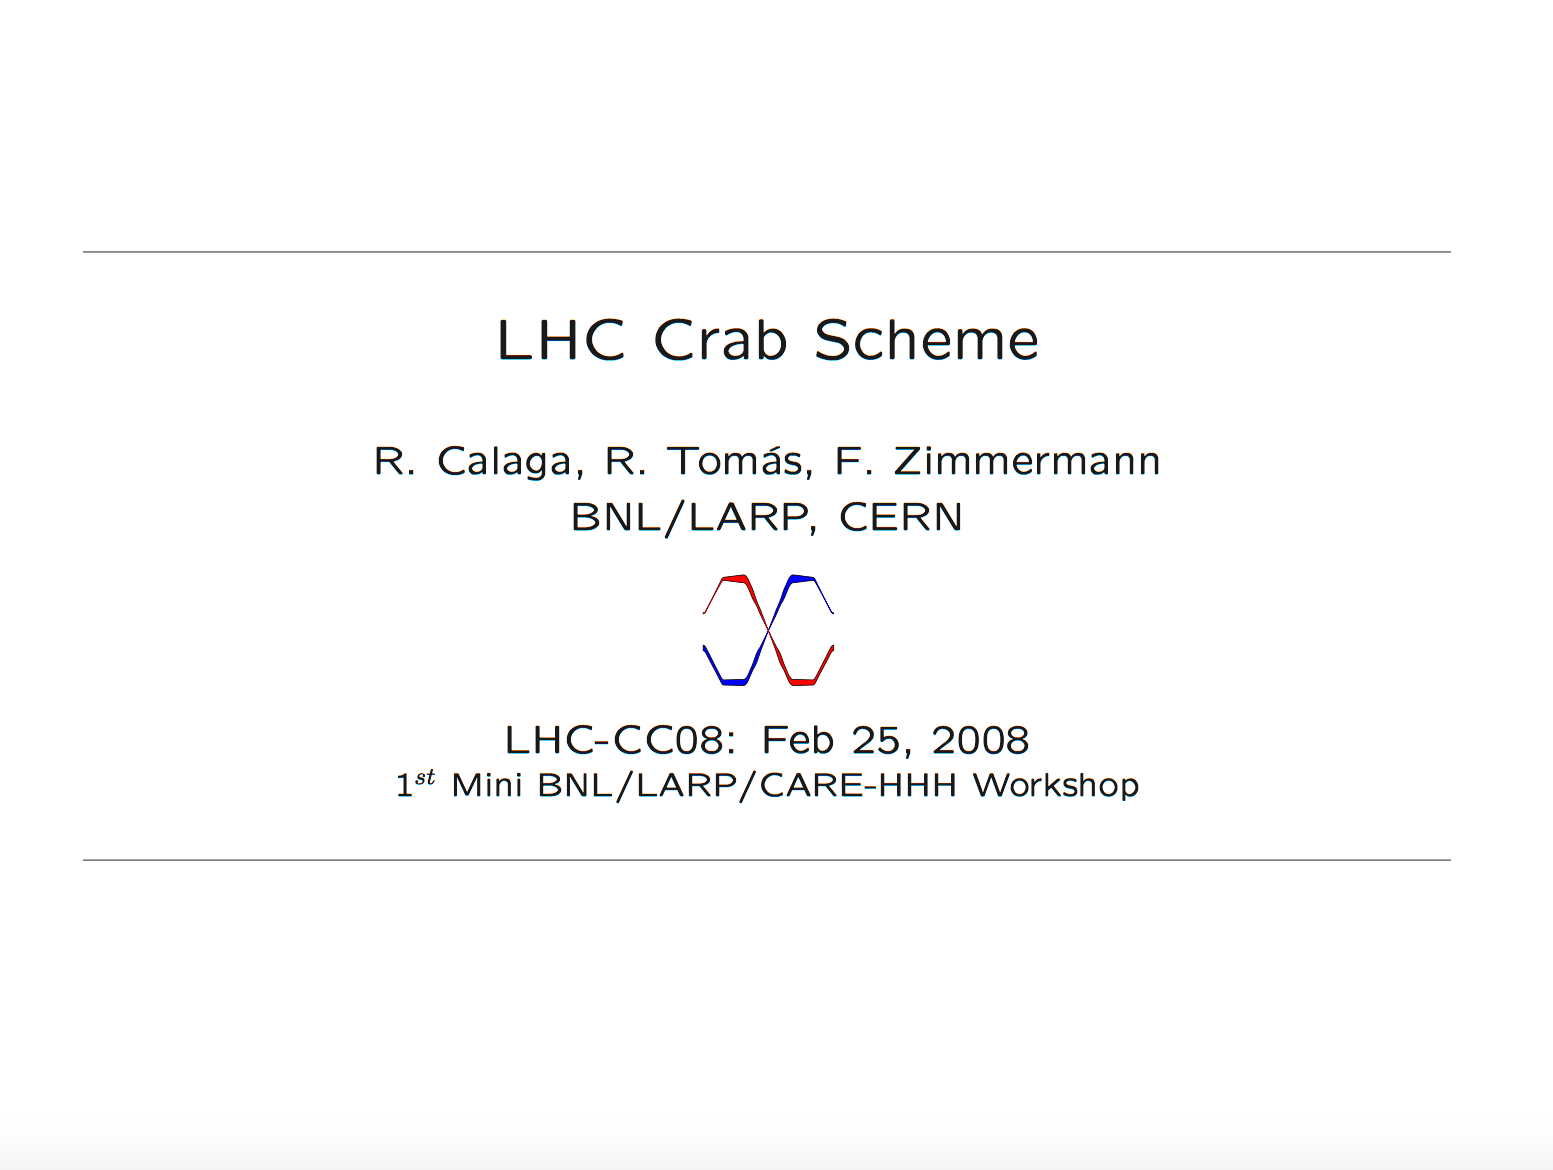 LHC Crab Scheme
R. Calaga, R. Tomás, F. Zimmermann
BNL/LARP, CERN
LHC-CC08: Feb 25, 2008
1st Mini BNL/LARP/CARE-HHH Workshop